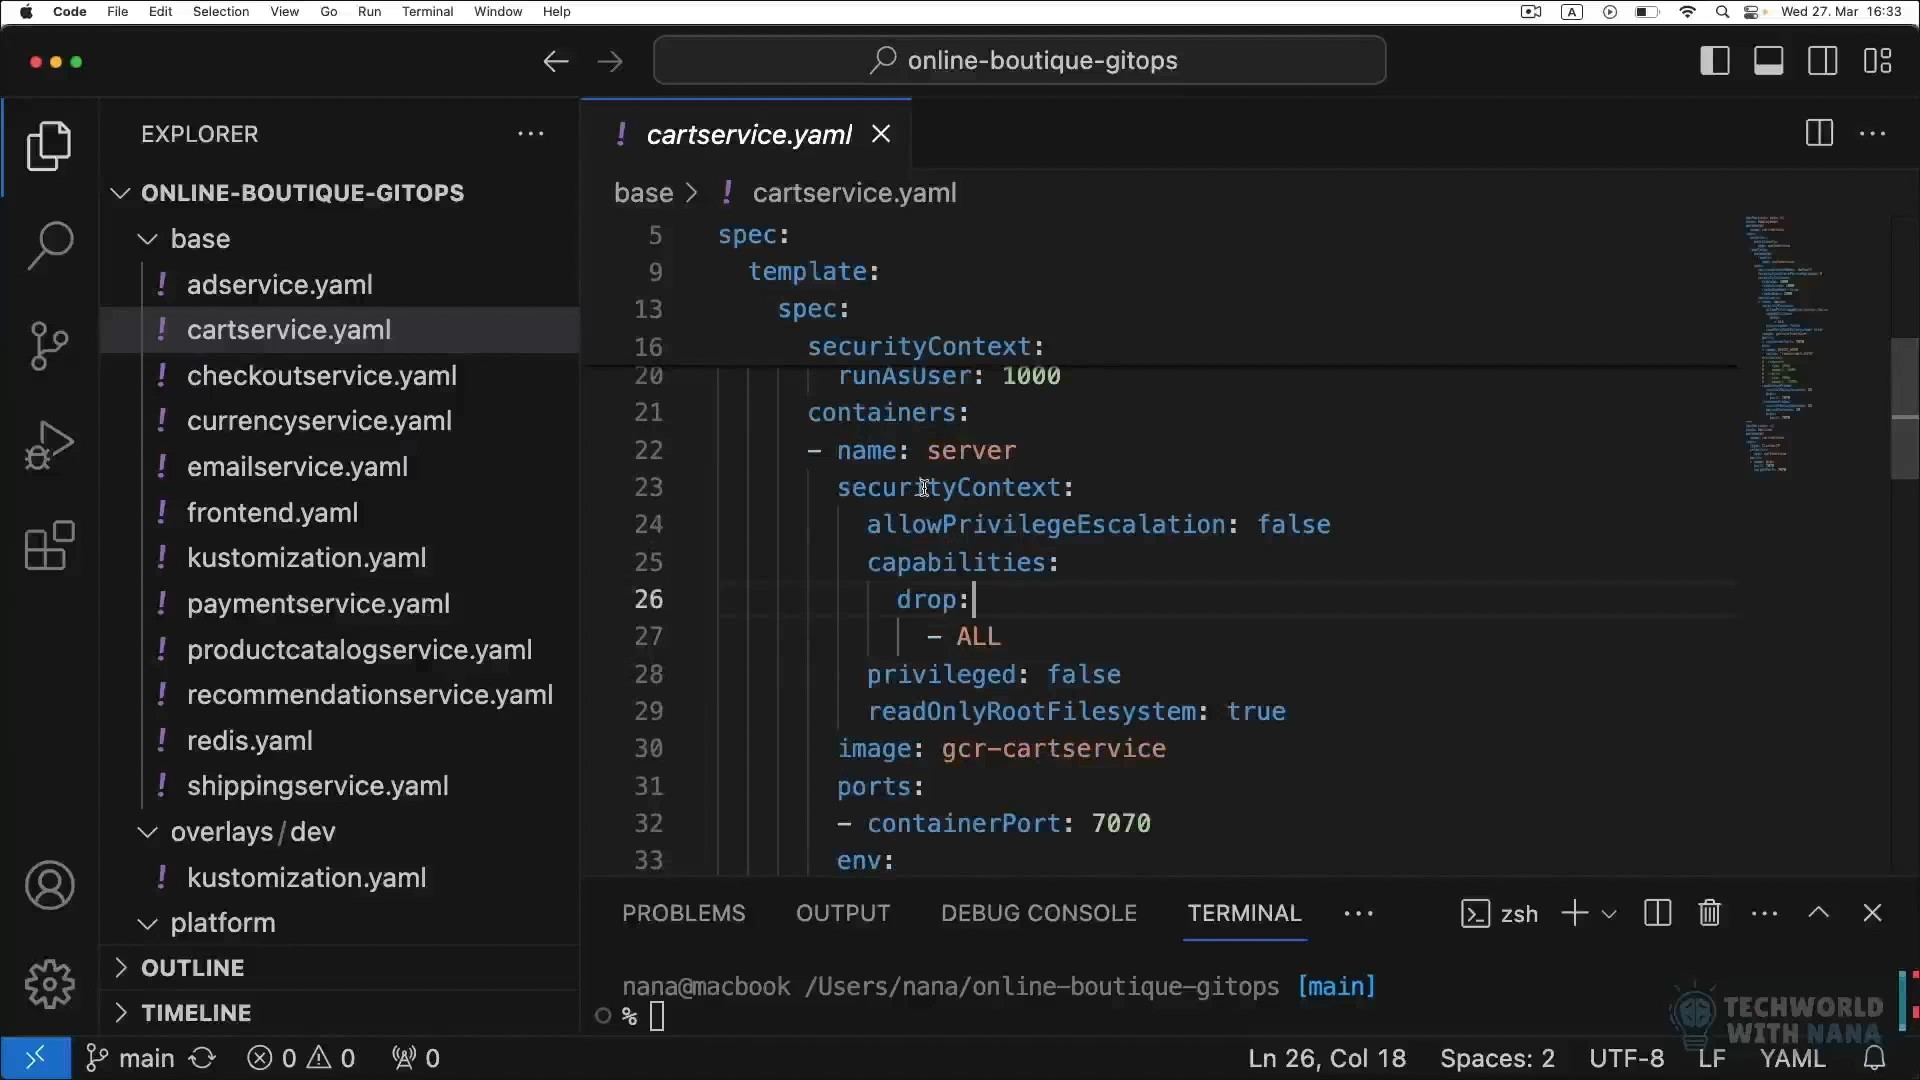 Code File Edit Selection View Go Run Terminal Window Help A Wed 27. Mar 16:33
online-boutique-gitops
EXPLORER
ONLINE-BOUTIQUE-GITOPS
base
! adservice.yaml
! cartservice.yaml
! checkoutservice.yaml
! currencyservice.yaml
! emailservice.yaml
! frontend.yaml
! kustomization.yaml
! paymentservice.yaml
! productcatalogservice.yaml
! recommendationservice.yaml
! redis.yaml
! shippingservice.yaml
overlays/dev
! kustomization.yaml
platform
OUTLINE
TIMELINE
! cartservice.yaml
base > ! cartservice.yaml
5 spec:
9 template:
13 spec:
16 securityContext:
20 runAsUser: 1000
21 containers:
22 - name: server
23 securityContext:
24 allowPrivilegeEscalation: false
25 capabilities:
26 drop:
27 - ALL
28 privileged: false
29 readOnlyRootFilesystem: true
30 image: gcr-cartservice
31 ports:
32 - containerPort: 7070
33 env:
PROBLEMS OUTPUT DEBUG CONSOLE TERMINAL ... zsh
nana@macbook /Users/nana/online-boutique-gitops [main]
%
TECHWORLD
WITH NANA
main 0 0 0 Ln 26, Col 18 Spaces: 2 UTF-8 LF YAML